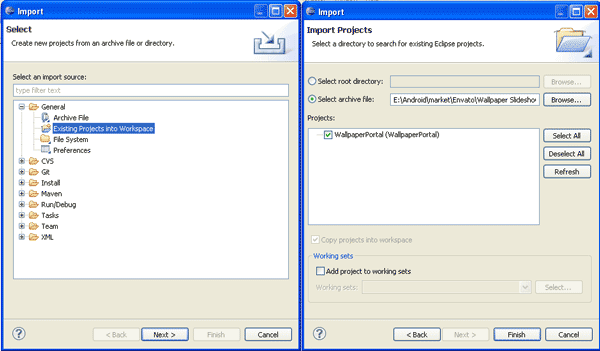 Import
Select
Create new projects from an archive file or directory.
Select an import source:
type filter text
General
Archive File
Existing Projects into Workspace
File System
Preferences
CVS
Git
Install
Maven
Run/Debug
Tasks
Team
XML
?
< Back
Next >
Finish
Cancel
Import
Import Projects
Select a directory to search for existing Eclipse projects.
Select root directory:
Browse...
Select archive file:
E:\Android\market\Envato\Wallpaper Slidesho
Browse...
Projects:
WallpaperPortal (WallpaperPortal)
Select All
Deselect All
Refresh
Copy projects into workspace
Working sets
Add project to working sets
Working sets:
Select...
?
< Back
Next >
Finish
Cancel